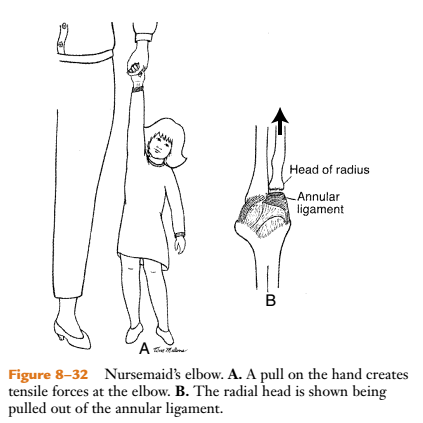 Head of radius
Annular
ligament
A
B
Figure 8–32 Nursemaid's elbow. A. A pull on the hand creates
tensile forces at the elbow. B. The radial head is shown being
pulled out of the annular ligament.